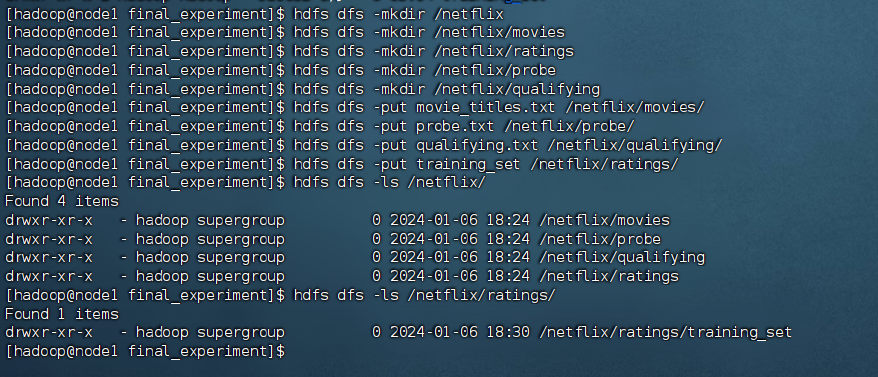 [hadoop@node1 final_experiment]$ hdfs dfs -mkdir /netflix
[hadoop@node1 final_experiment]$ hdfs dfs -mkdir /netflix/movies
[hadoop@node1 final_experiment]$ hdfs dfs -mkdir /netflix/ratings
[hadoop@node1 final_experiment]$ hdfs dfs -mkdir /netflix/probe
[hadoop@node1 final_experiment]$ hdfs dfs -mkdir /netflix/qualifying
[hadoop@node1 final_experiment]$ hdfs dfs -put movie_titles.txt /netflix/movies/
[hadoop@node1 final_experiment]$ hdfs dfs -put probe.txt /netflix/probe/
[hadoop@node1 final_experiment]$ hdfs dfs -put qualifying.txt /netflix/qualifying/
[hadoop@node1 final_experiment]$ hdfs dfs -put training_set /netflix/ratings/
[hadoop@node1 final_experiment]$ hdfs dfs -ls /netflix/
Found 4 items
drwxr-xr-x   - hadoop supergroup          0 2024-01-06 18:24 /netflix/movies
drwxr-xr-x   - hadoop supergroup          0 2024-01-06 18:24 /netflix/probe
drwxr-xr-x   - hadoop supergroup          0 2024-01-06 18:24 /netflix/qualifying
drwxr-xr-x   - hadoop supergroup          0 2024-01-06 18:24 /netflix/ratings
[hadoop@node1 final_experiment]$ hdfs dfs -ls /netflix/ratings/
Found 1 items
drwxr-xr-x   - hadoop supergroup          0 2024-01-06 18:30 /netflix/ratings/training_set
[hadoop@node1 final_experiment]$